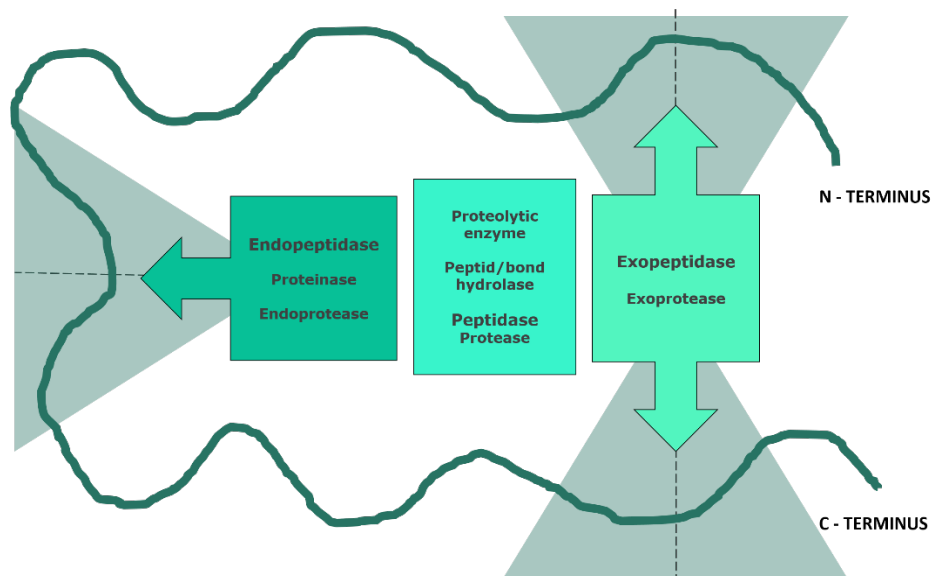 Endopeptidase
Proteinase
Endoprotease
Proteolytic
enzyme
Peptid/bond
hydrolase
Peptidase
Protease
Exopeptidase
Exoprotease
N - TERMINUS
C - TERMINUS